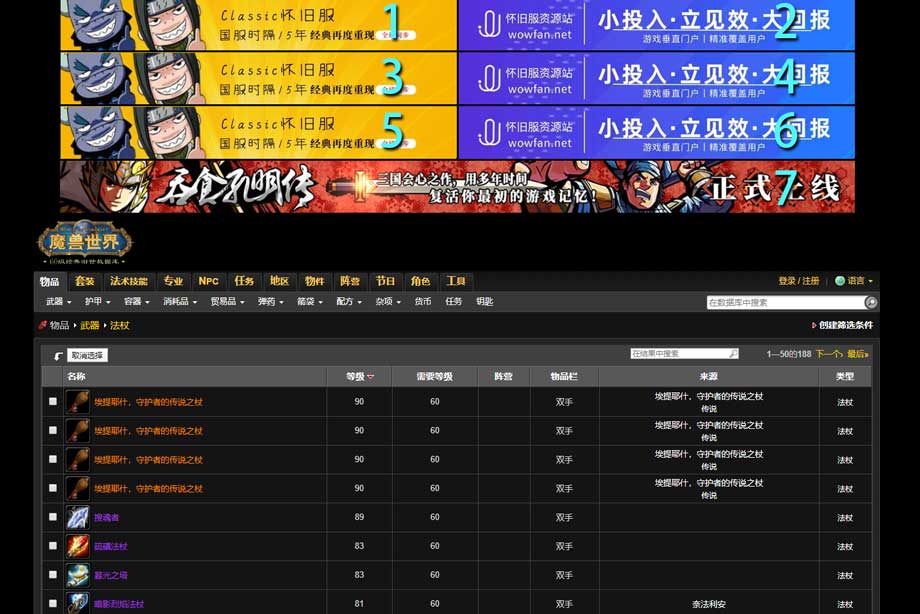 Classic怀旧服
国服时隔/5年 经典再度重现
1
怀旧服资源站
wowfan.net
小投入·立见效·大回报
游戏垂直门户 | 精准覆盖用户
2
Classic怀旧服
国服时隔/5年 经典再度重现
3
怀旧服资源站
wowfan.net
小投入·立见效·大回报
游戏垂直门户 | 精准覆盖用户
4
Classic怀旧服
国服时隔/5年 经典再度重现
5
怀旧服资源站
wowfan.net
小投入·立见效·大回报
游戏垂直门户 | 精准覆盖用户
6
吞食孔明传
三国会心之作,用多年时间
复活你最初的游戏记忆!
正式上线
7
魔兽世界
物品 套装 法术技能 专业 NPC 任务 地区 物件 阵营 节日 角色 工具 登录 / 注册 语言
武器 护甲 容器 消耗品 贸易品 弹药 箭袋 配方 杂项 货币 任务 钥匙 在数据库中搜索
物品 武器 法杖 创建筛选条件
取消选择 在结果中搜索 1—50的188 下一个› 最后»
名称 等级 需要等级 阵营 物品栏 来源 类型
埃提耶什,守护者的传说之杖 90 60 双手 埃提耶什,守护者的传说之杖 法杖
传说
埃提耶什,守护者的传说之杖 90 60 双手 埃提耶什,守护者的传说之杖 法杖
传说
埃提耶什,守护者的传说之杖 90 60 双手 埃提耶什,守护者的传说之杖 法杖
传说
埃提耶什,守护者的传说之杖 90 60 双手 埃提耶什,守护者的传说之杖 法杖
传说
搜魂者 89 60 双手 法杖
硫磺法杖 83 60 双手 法杖
暮光之塔 83 60 双手 法杖
暗影烈焰法杖 81 60 双手 奈法利安 法杖